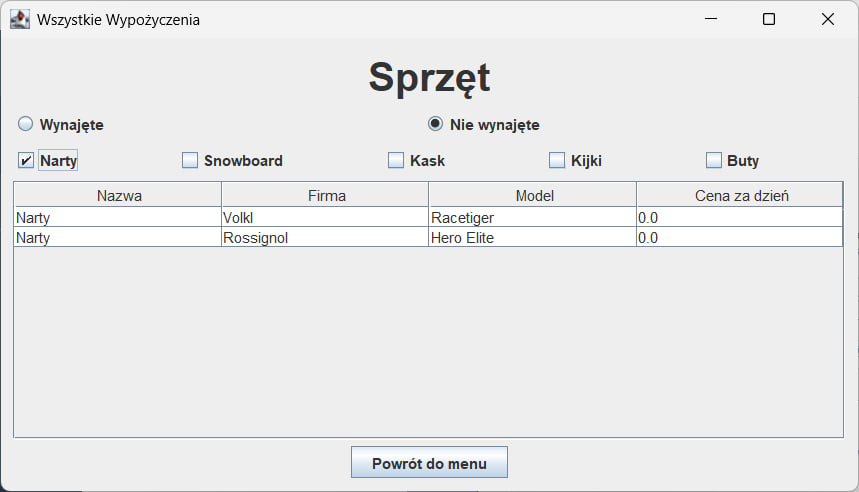 Wszystkie Wypożyczenia
Sprzęt
Wynajęte Nie wynajęte
Narty Snowboard Kask Kijki Buty
Nazwa Firma Model Cena za dzień
Narty Volkl Racetiger 0.0
Narty Rossignol Hero Elite 0.0
Powrót do menu